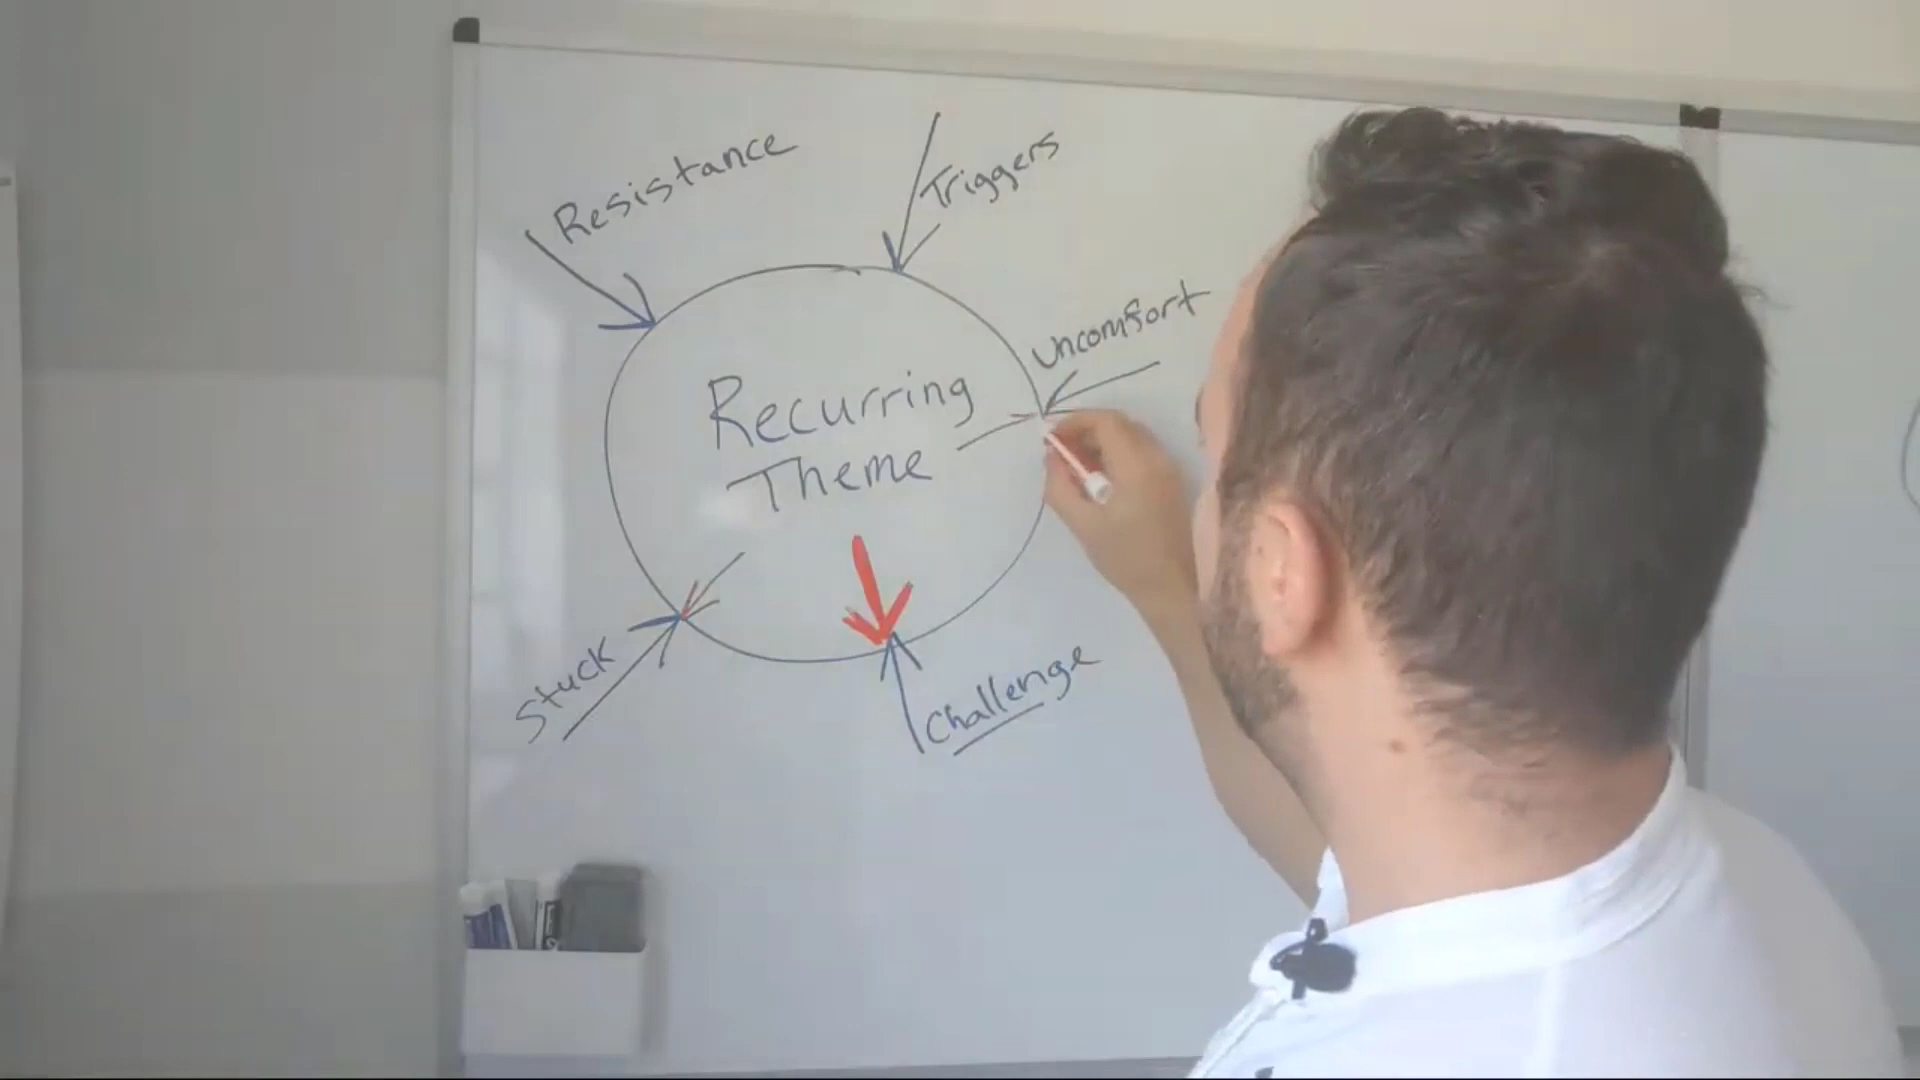 Resistance
Triggers
Uncomfort
Recurring
Theme
Stuck
Challenge